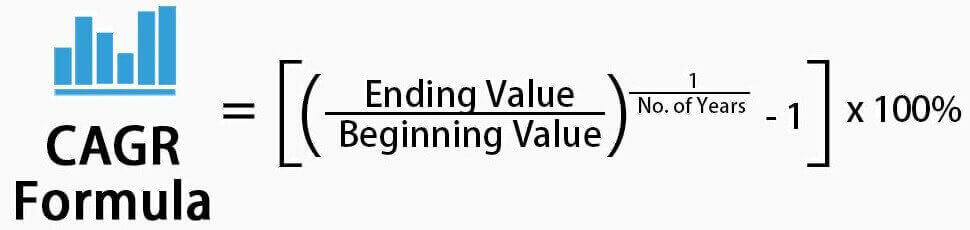 CAGR
Formula
= [ ( Ending Value
Beginning Value ) 1
No. of Years - 1 ] x 100%